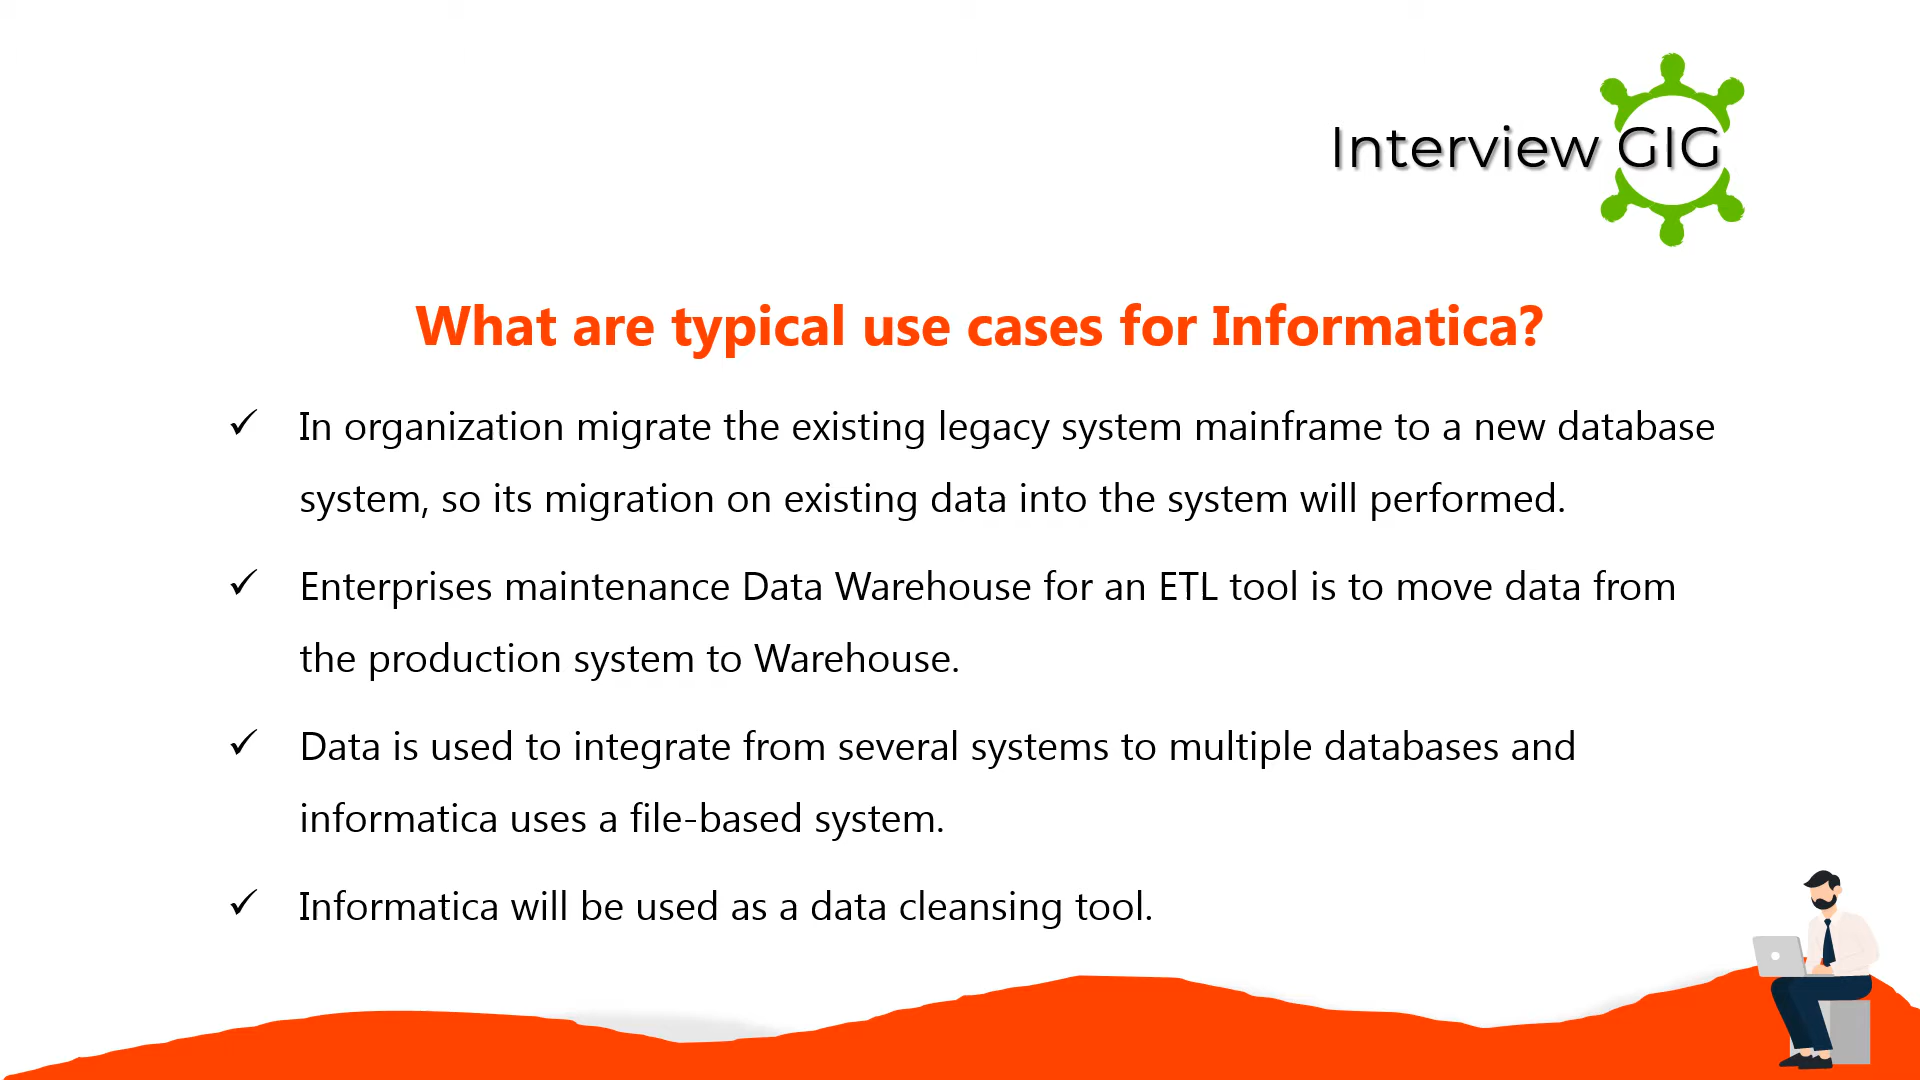 Interview GIG
What are typical use cases for Informatica?
✓ In organization migrate the existing legacy system mainframe to a new database
system, so its migration on existing data into the system will performed.
✓ Enterprises maintenance Data Warehouse for an ETL tool is to move data from
the production system to Warehouse.
✓ Data is used to integrate from several systems to multiple databases and
informatica uses a file-based system.
✓ Informatica will be used as a data cleansing tool.